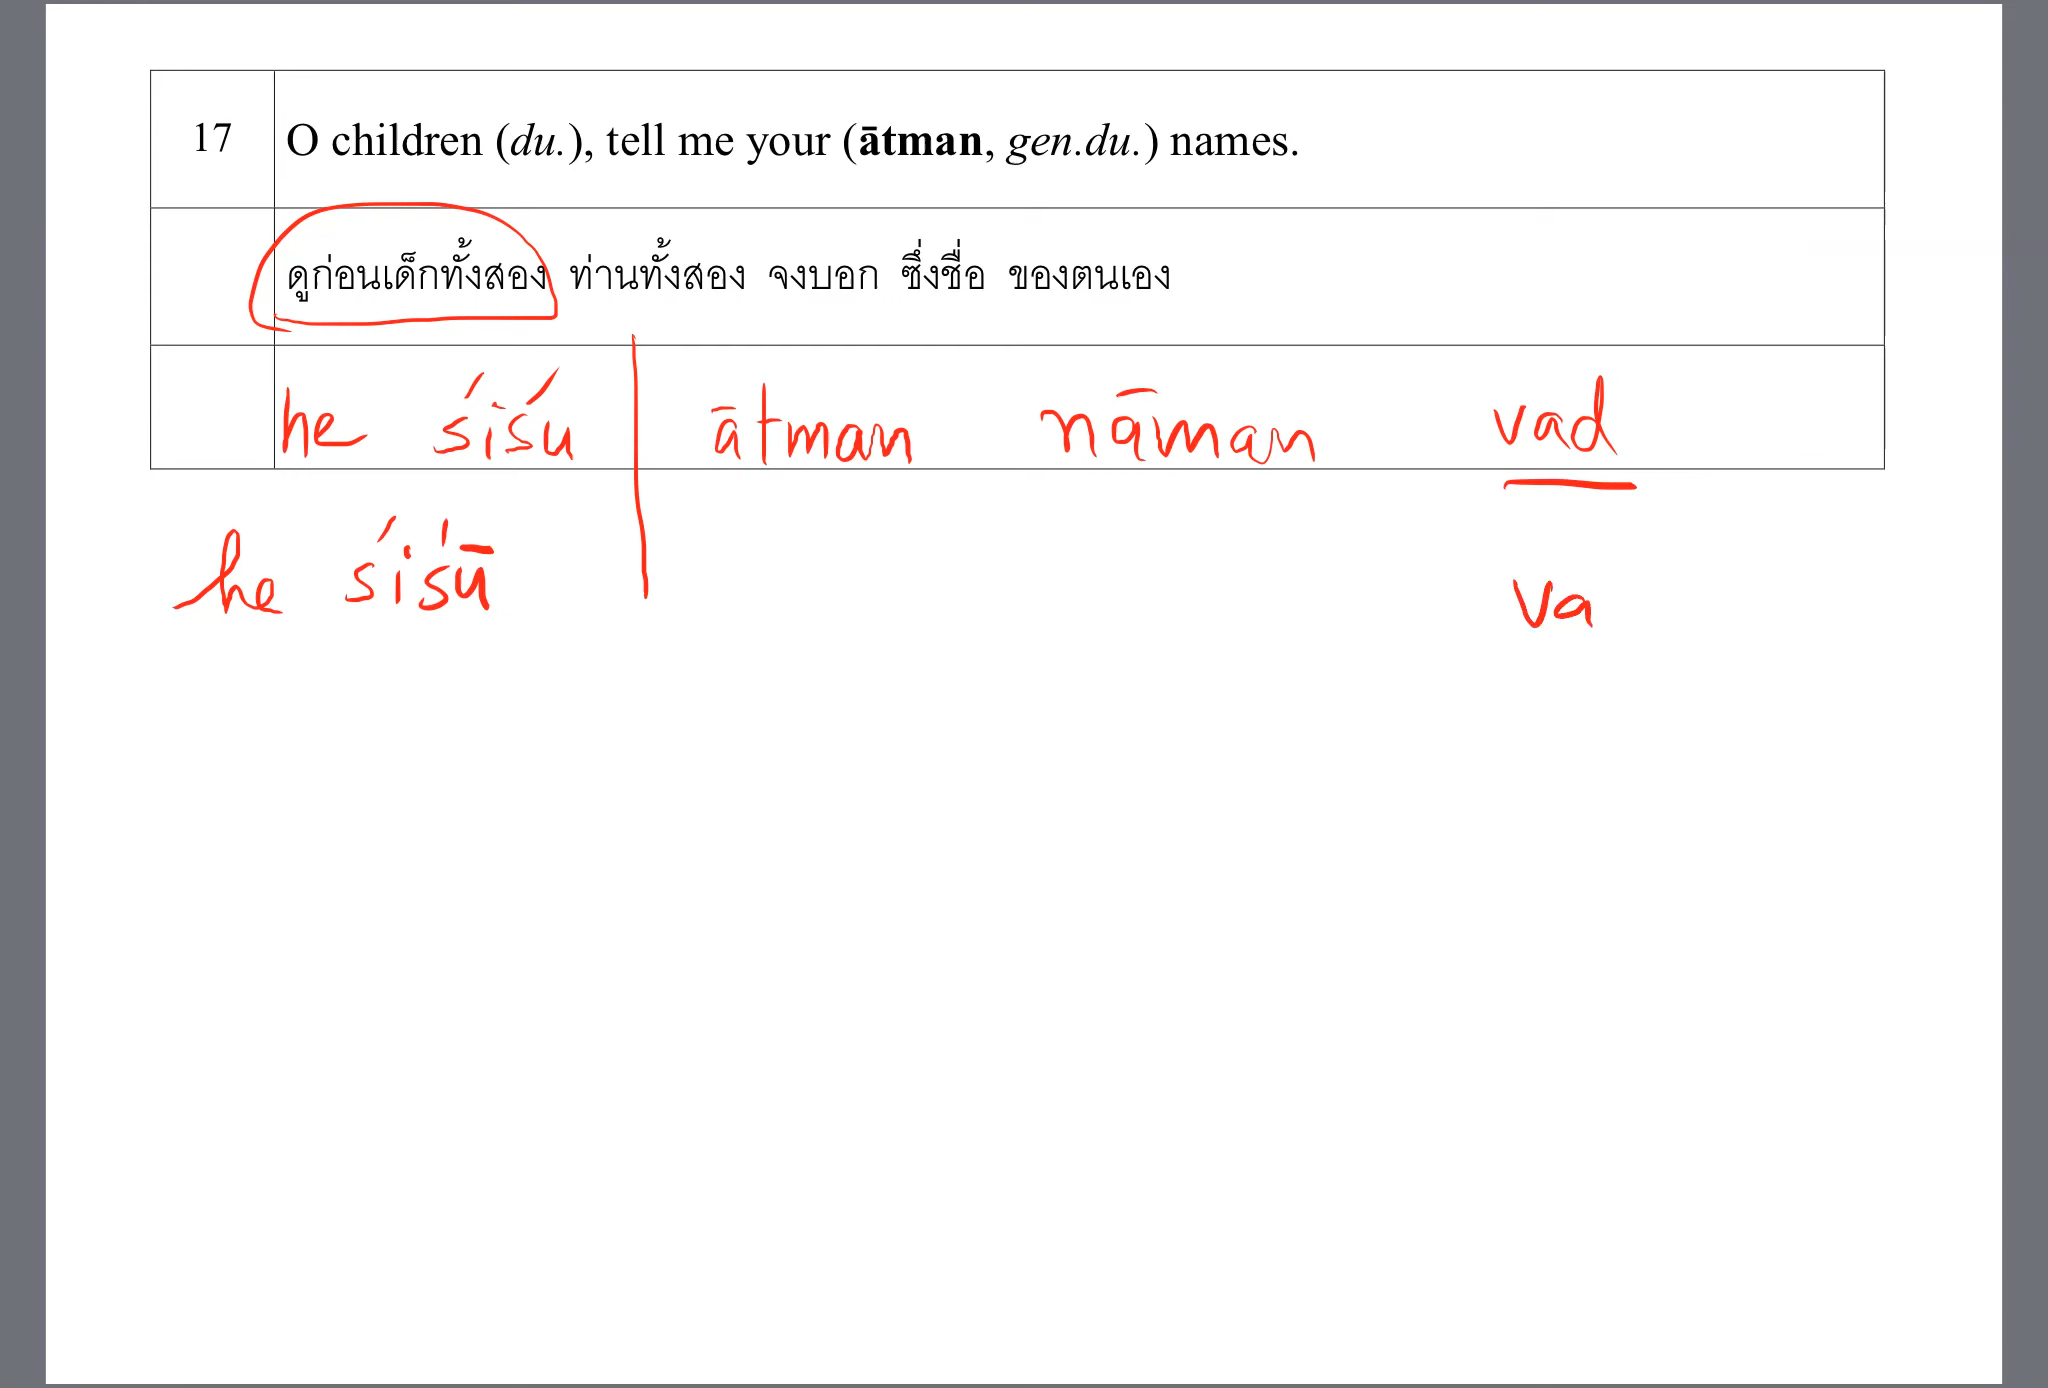 17 O children (du.), tell me your (ātman, gen.du.) names.
ดูก่อนเด็กทั้งสอง ท่านทั้งสอง จงบอก ซึ่งชื่อ ของตนเอง
he śiśu ātman nāman vad
he śiśū va